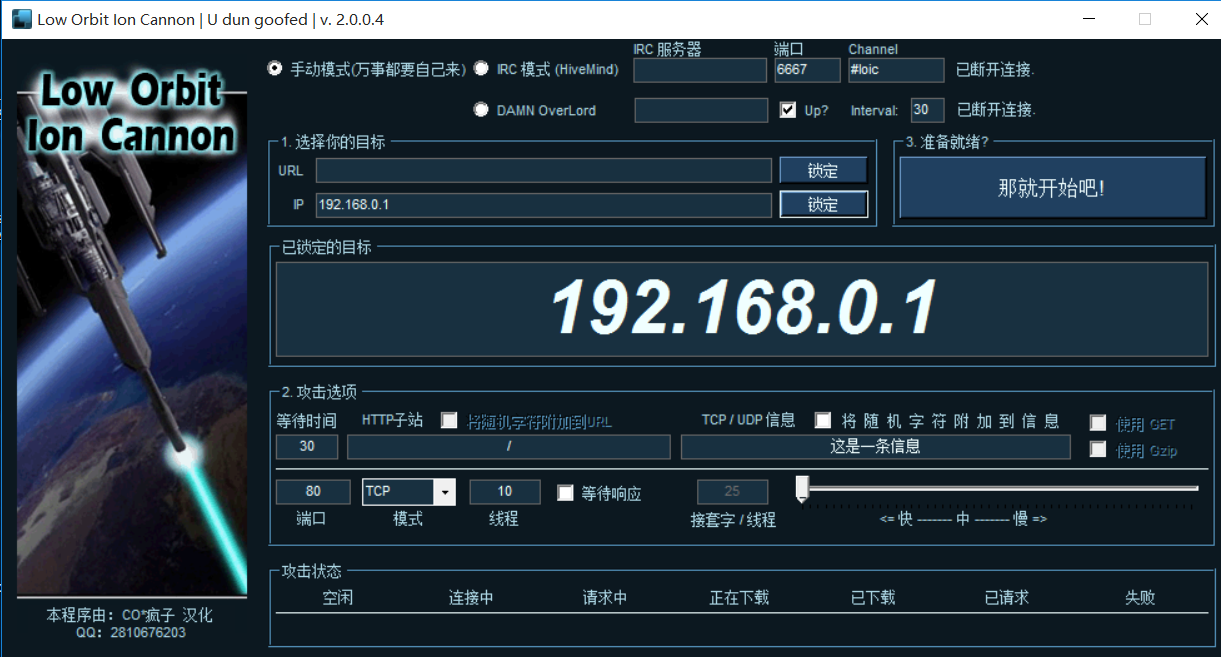 Low Orbit Ion Cannon | U dun goofed | v. 2.0.0.4
Low Orbit
Ion Cannon
手动模式(万事都要自己来)
IRC 模式 (HiveMind)
IRC 服务器
端口
6667
Channel
#loic
已断开连接.
DAMN OverLord
Up?
Interval:
30
已断开连接.
1. 选择你的目标
URL
锁定
IP
192.168.0.1
锁定
3. 准备就绪?
那就开始吧!
已锁定的目标
192.168.0.1
2. 攻击选项
等待时间
HTTP子站
将随机字符附加到URL
TCP / UDP 信息
将随机字符附加到信息
使用 GET
30
/
这是一条信息
使用 Gzip
80
TCP
10
等待响应
25
端口
模式
线程
接套字 / 线程
<= 快 ------- 中 ------- 慢 =>
攻击状态
空闲
连接中
请求中
正在下载
已下载
已请求
失败
本程序由：CO*疯子 汉化
QQ：2810676203